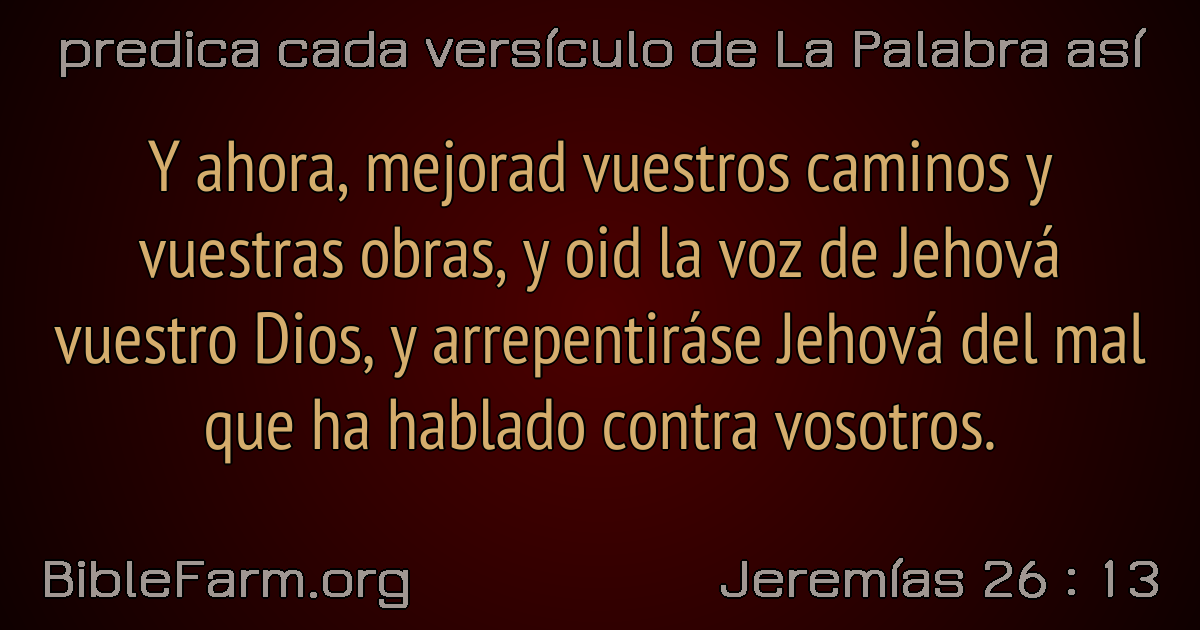 predica cada versículo de La Palabra así
Y ahora, mejorad vuestros caminos y
vuestras obras, y oid la voz de Jehová
vuestro Dios, y arrepentiráse Jehová del mal
que ha hablado contra vosotros.
BibleFarm.org
Jeremías 26 : 13